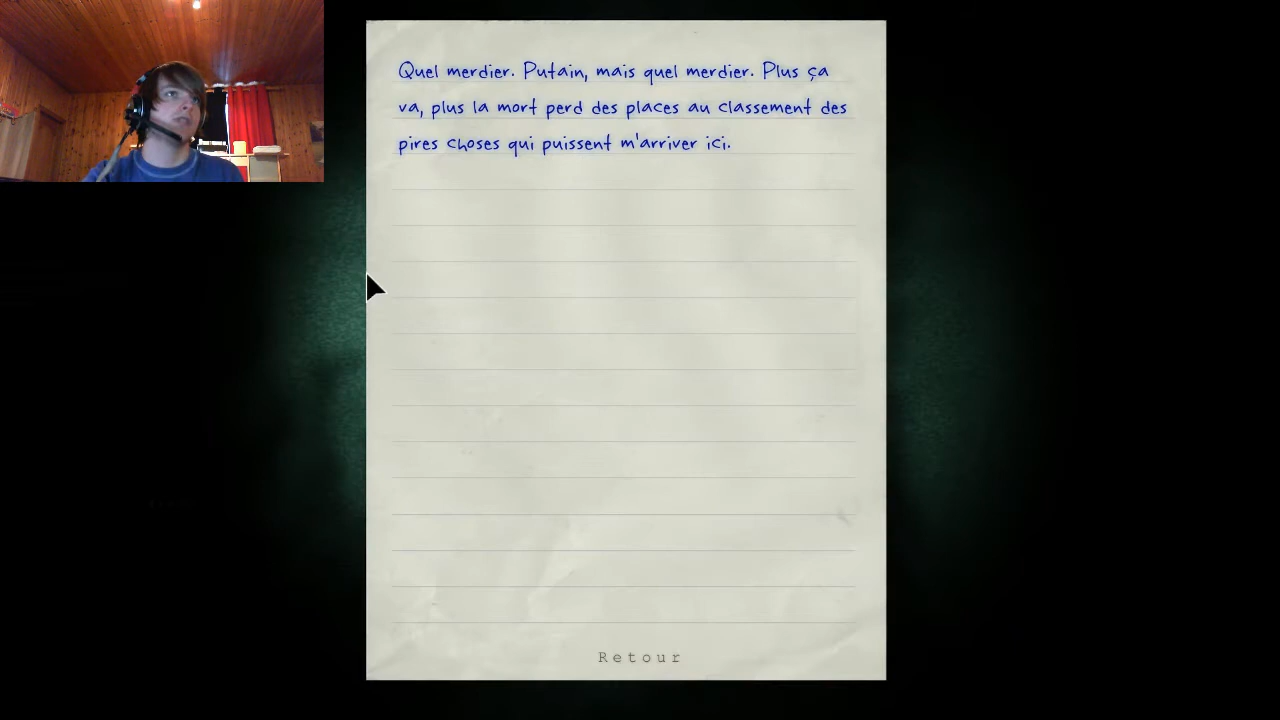 Quel merdier. Putain, mais quel merdier. Plus ça
va, plus la mort perd des places au classement des
pires choses qui puissent m'arriver ici.
Retour